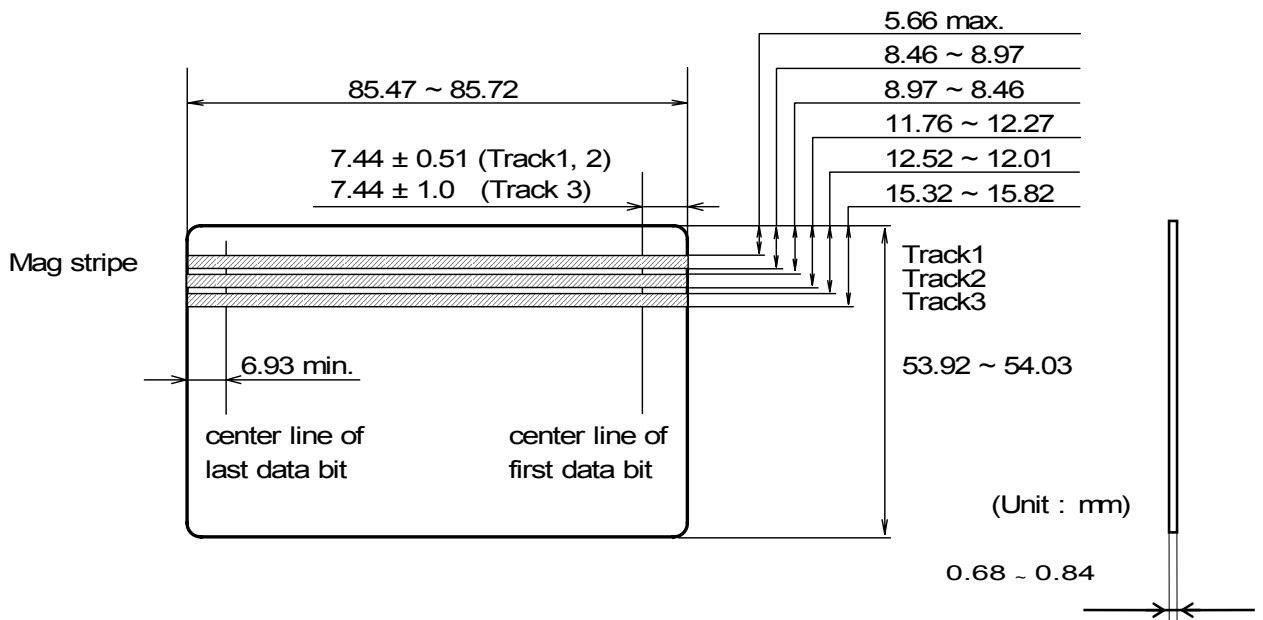 5.66 max.
8.46 ~ 8.97
85.47 ~ 85.72
8.97 ~ 8.46
11.76 ~ 12.27
7.44 ± 0.51 (Track1, 2)
12.52 ~ 12.01
7.44 ± 1.0 (Track 3)
15.32 ~ 15.82
Mag stripe
Track1
Track2
Track3
6.93 min.
53.92 ~ 54.03
center line of
last data bit
center line of
first data bit
(Unit : mm)
0.68 ~ 0.84